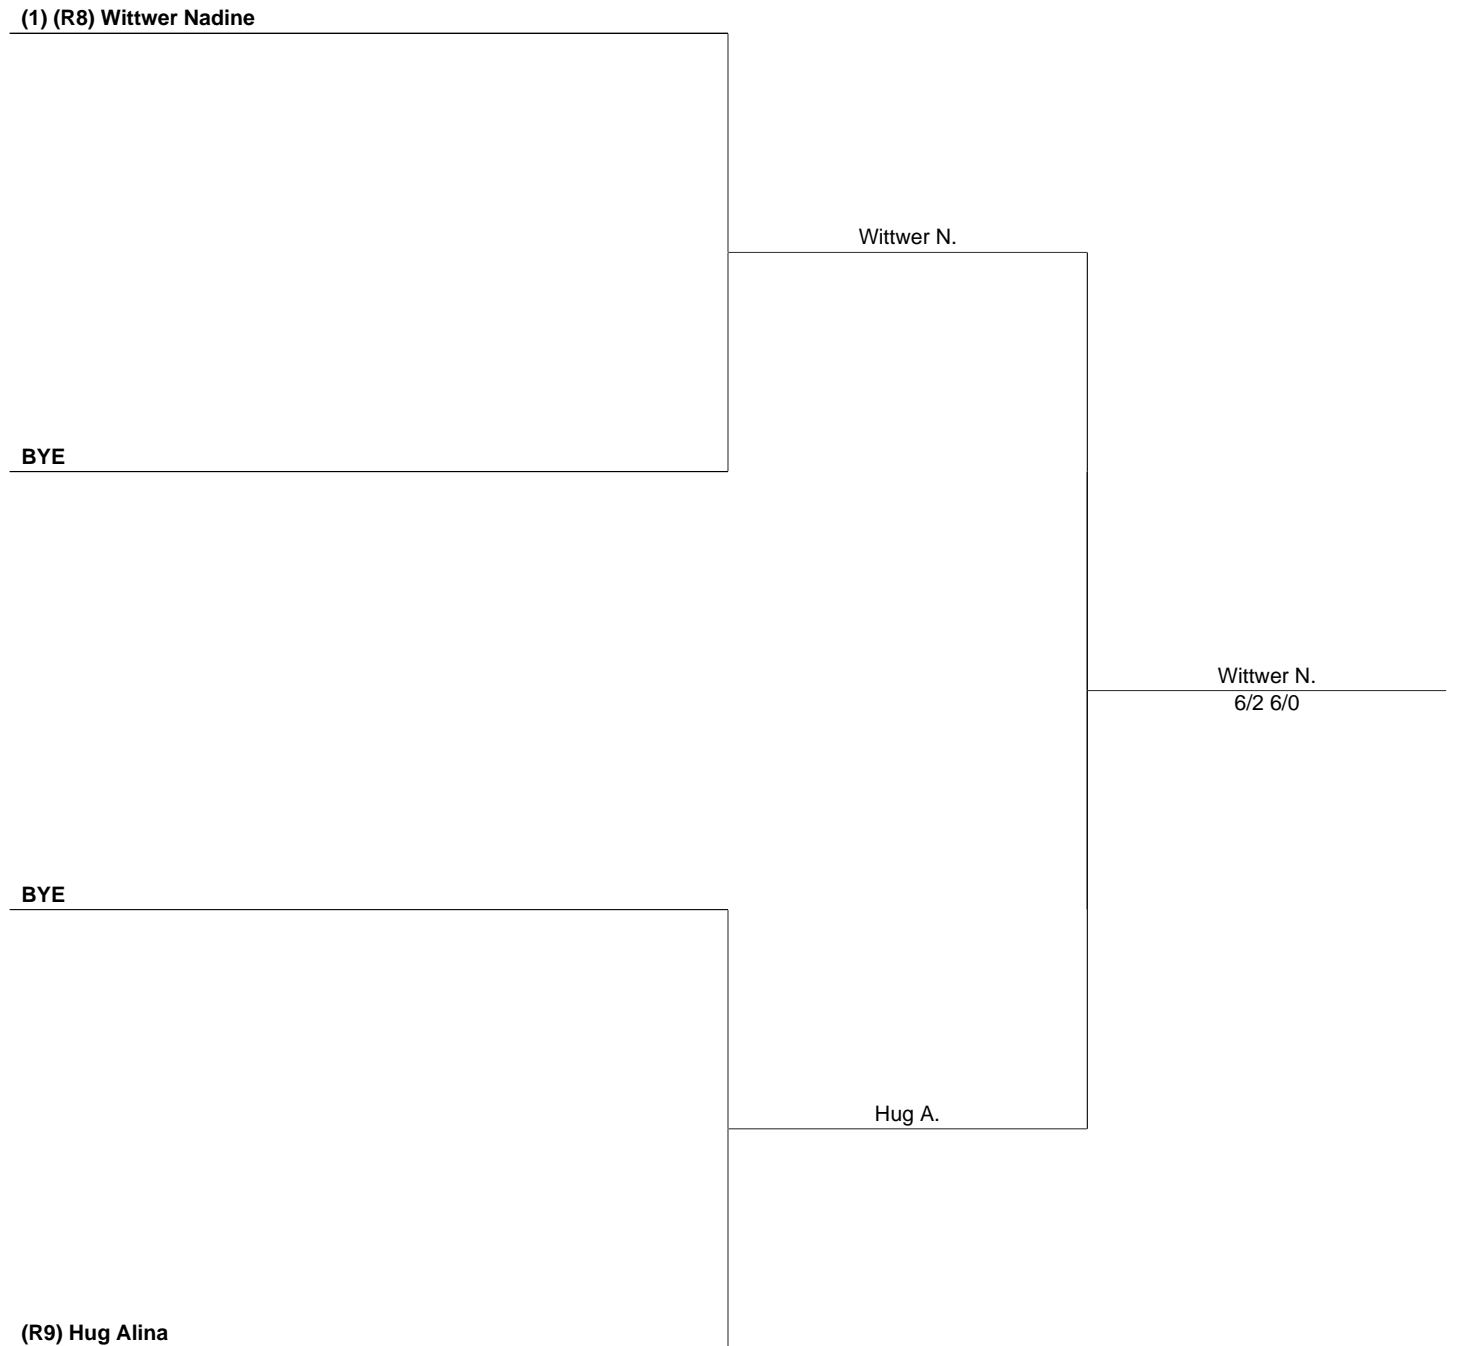 (1) (R8) Wittwer Nadine
Wittwer N.
BYE
Wittwer N.
6/2 6/0
BYE
Hug A.
(R9) Hug Alina